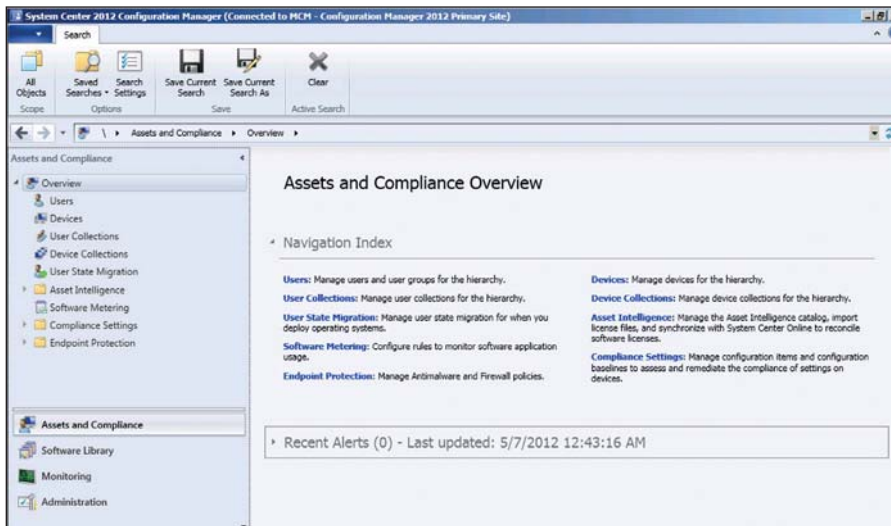 System Center 2012 Configuration Manager (Connected to MCM - Configuration Manager 2012 Primary Site)
Search
All Objects
Saved Searches
Search Settings
Save Current Search
Save Current Search As
Clear
Scope
Options
Save
Active Search
\ Assets and Compliance Overview
Assets and Compliance
Overview
Users
Devices
User Collections
Device Collections
User State Migration
Asset Intelligence
Software Metering
Compliance Settings
Endpoint Protection
Assets and Compliance
Software Library
Monitoring
Administration
Assets and Compliance Overview
Navigation Index
Users: Manage users and user groups for the hierarchy.
User Collections: Manage user collections for the hierarchy.
User State Migration: Manage user state migration for when you
deploy operating systems.
Software Metering: Configure rules to monitor software application
usage.
Endpoint Protection: Manage Antimalware and Firewall policies.
Devices: Manage devices for the hierarchy.
Device Collections: Manage device collections for the hierarchy.
Asset Intelligence: Manage the Asset Intelligence catalog, import
license files, and synchronize with System Center Online to reconcile
software licenses.
Compliance Settings: Manage configuration items and configuration
baselines to assess and remediate the compliance of settings on
devices.
Recent Alerts (0) - Last updated: 5/7/2012 12:43:16 AM